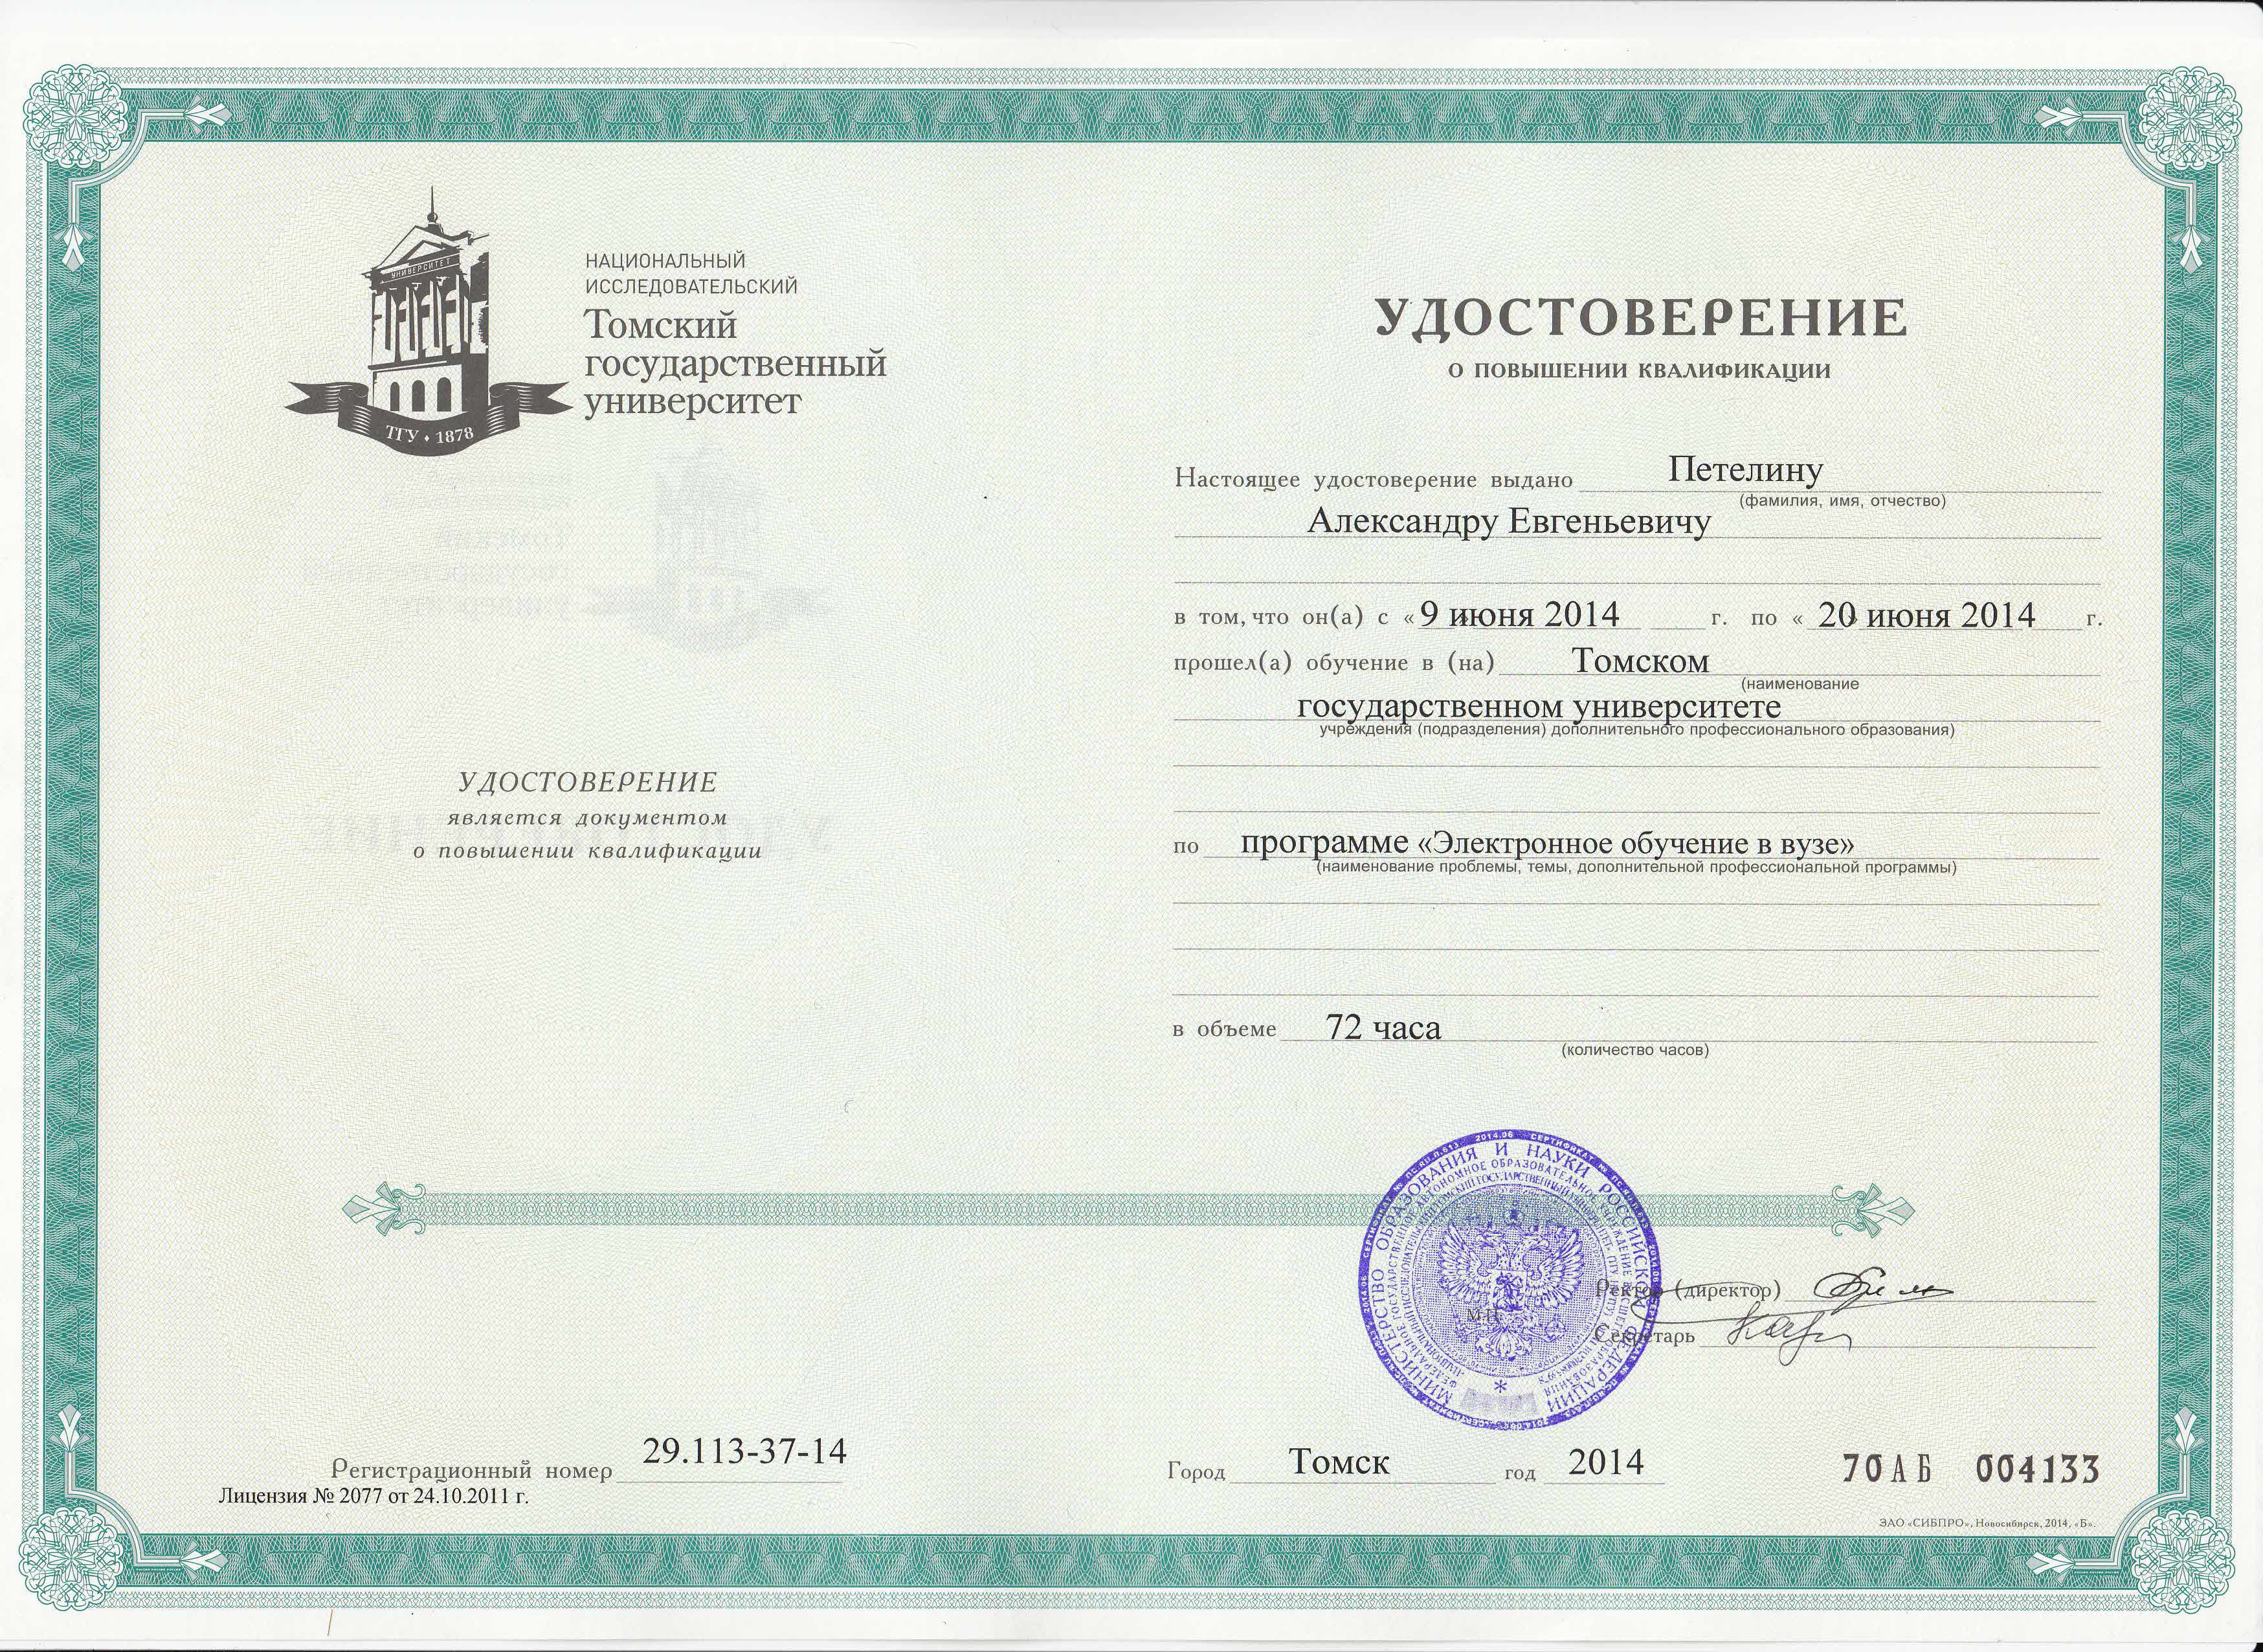 УНИВЕРСИТЕТ
ТГУ • 1878
НАЦИОНАЛЬНЫЙ
ИССЛЕДОВАТЕЛЬСКИЙ
Томский
государственный
университет
УДОСТОВЕРЕНИЕ
является документом
о повышении квалификации
Регистрационный номер 29.113-37-14
Лицензия № 2077 от 24.10.2011 г.
УДОСТОВЕРЕНИЕ
О ПОВЫШЕНИИ КВАЛИФИКАЦИИ
Настоящее удостоверение выдано Петелину
(фамилия, имя, отчество)
Александру Евгеньевичу
в том, что он(а) с «9 июня 2014 г. по «20» июня 2014 г.
прошел(а) обучение в (на) Томском
(наименование
государственном университете
учреждения (подразделения) дополнительного профессионального образования)
по программе «Электронное обучение в вузе»
(наименование проблемы, темы, дополнительной профессиональной программы)
в объеме 72 часа
(количество часов)
МИНИСТЕРСТВО ОБРАЗОВАНИЯ И НАУКИ РОССИЙСКОЙ ФЕДЕРАЦИИ
М.П.
Ректор (директор)
Секретарь
Город Томск год 2014
70АБ 004133
ЗАО «СИБПРО», Новосибирск, 2014, «Б».